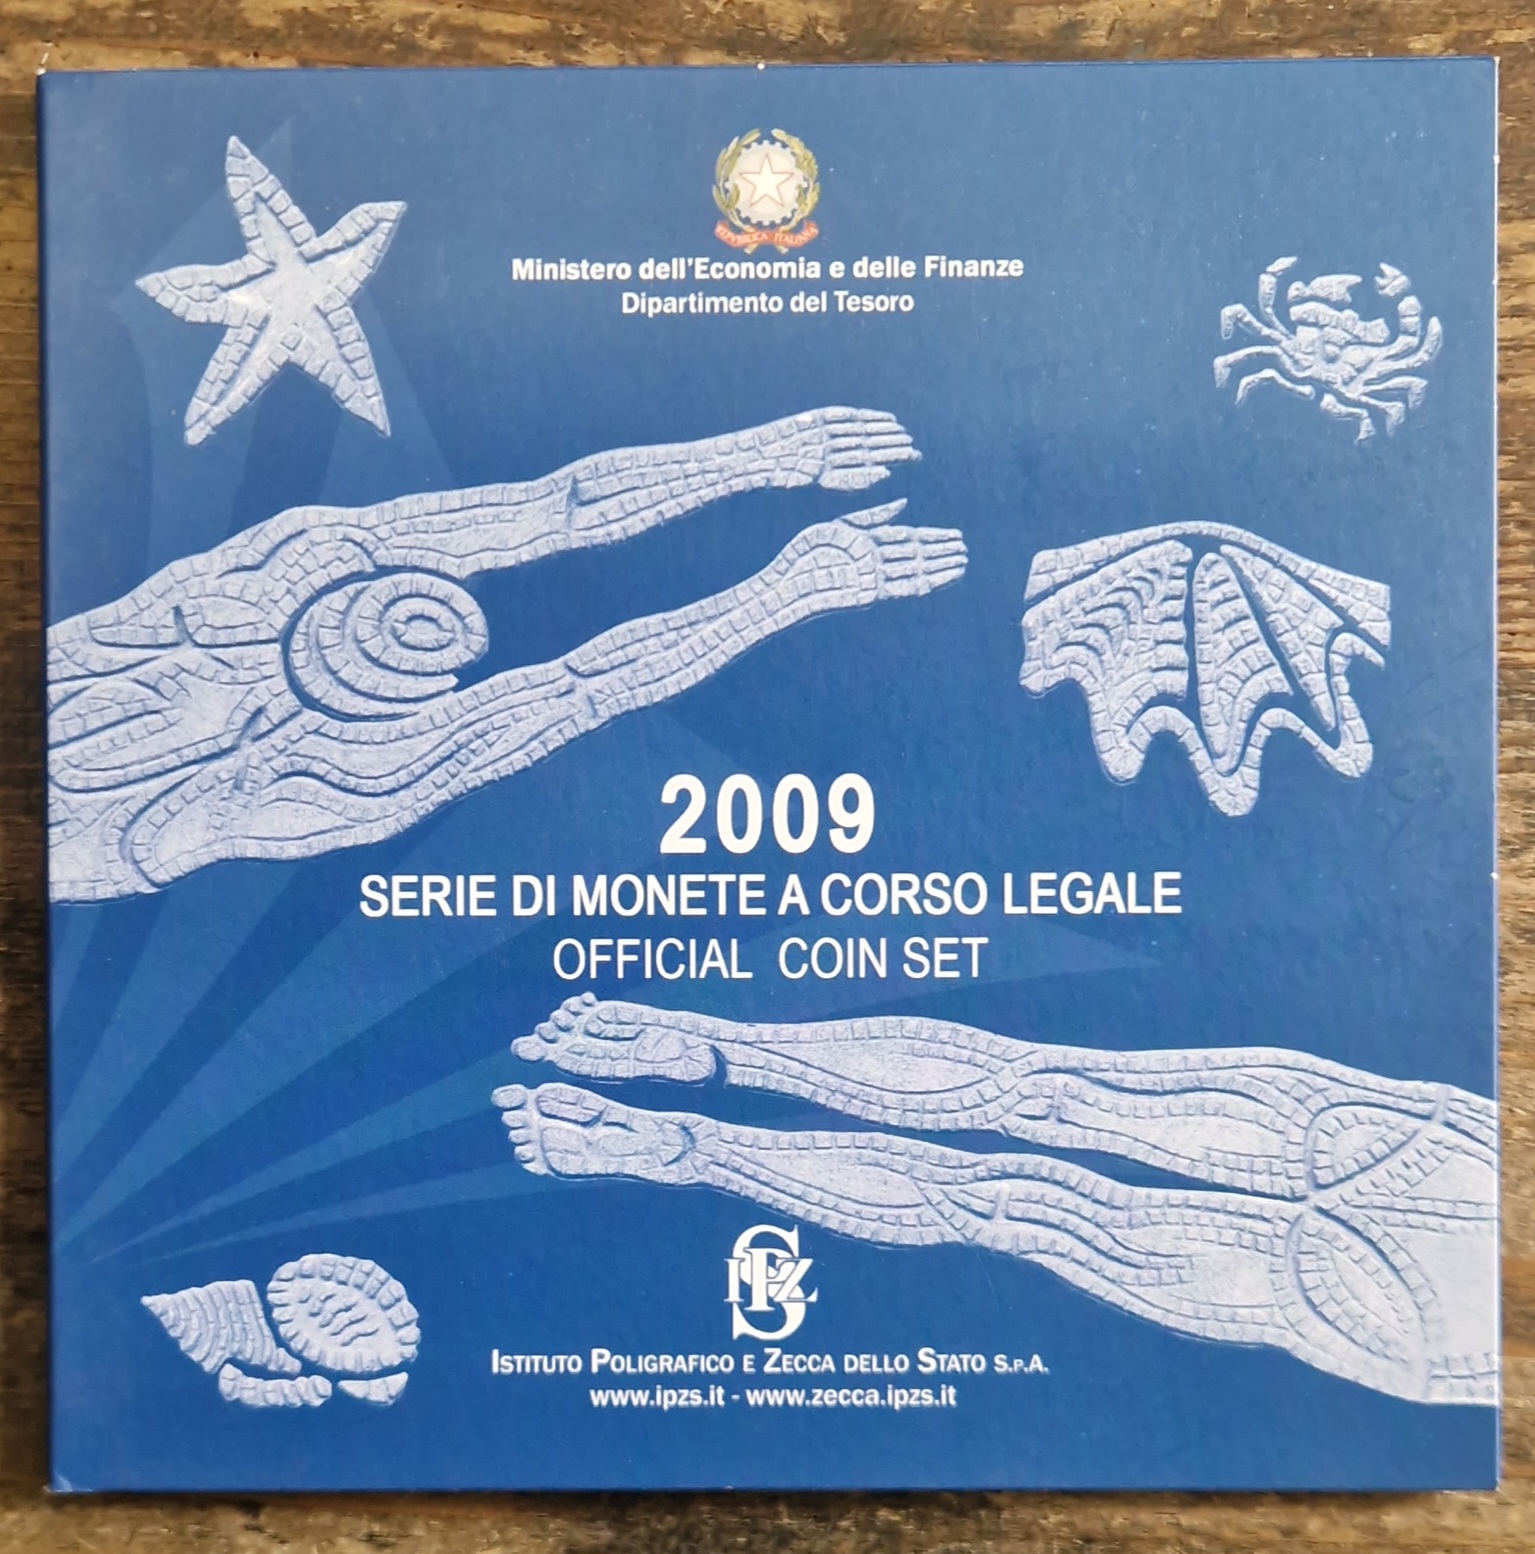 REPVBBLICA ITALIANA
Ministero dell'Economia e delle Finanze
Dipartimento del Tesoro
2009
SERIE DI MONETE A CORSO LEGALE
OFFICIAL COIN SET
IPZS
ISTITUTO POLIGRAFICO E ZECCA DELLO STATO S.P.A.
www.ipzs.it - www.zecca.ipzs.it